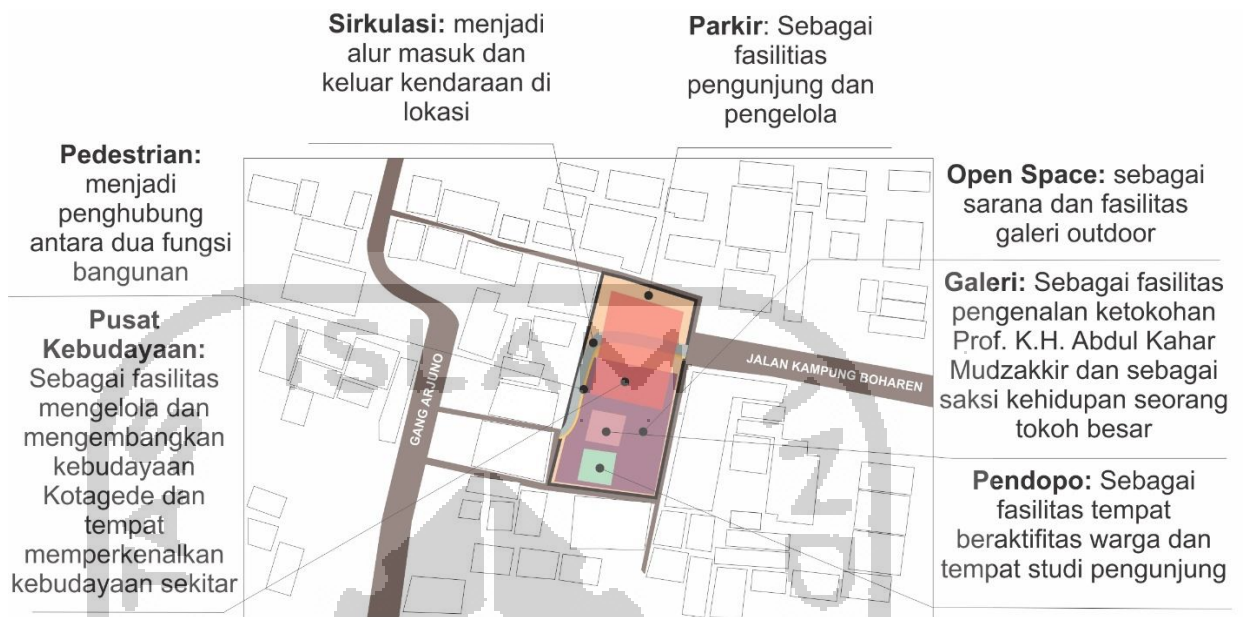 Sirkulasi: menjadi
alur masuk dan
keluar kendaraan di
lokasi
Parkir: Sebagai
fasilitias
pengunjung dan
pengelola
Pedestrian:
menjadi
penghubung
antara dua fungsi
bangunan
Pusat
Kebudayaan:
Sebagai fasilitas
mengelola dan
mengembangkan
kebudayaan
Kotagede dan
tempat
memperkenalkan
kebudayaan sekitar
Open Space: sebagai
sarana dan fasilitas
galeri outdoor
Galeri: Sebagai fasilitas
pengenalan ketokohan
Prof. K.H. Abdul Kahar
Mudzakkir dan sebagai
saksi kehidupan seorang
tokoh besar
Pendopo: Sebagai
fasilitas tempat
beraktifitas warga dan
tempat studi pengunjung
GANG ARJUNO
JALAN KAMPUNG BOHAREN
ISLAM
TAS